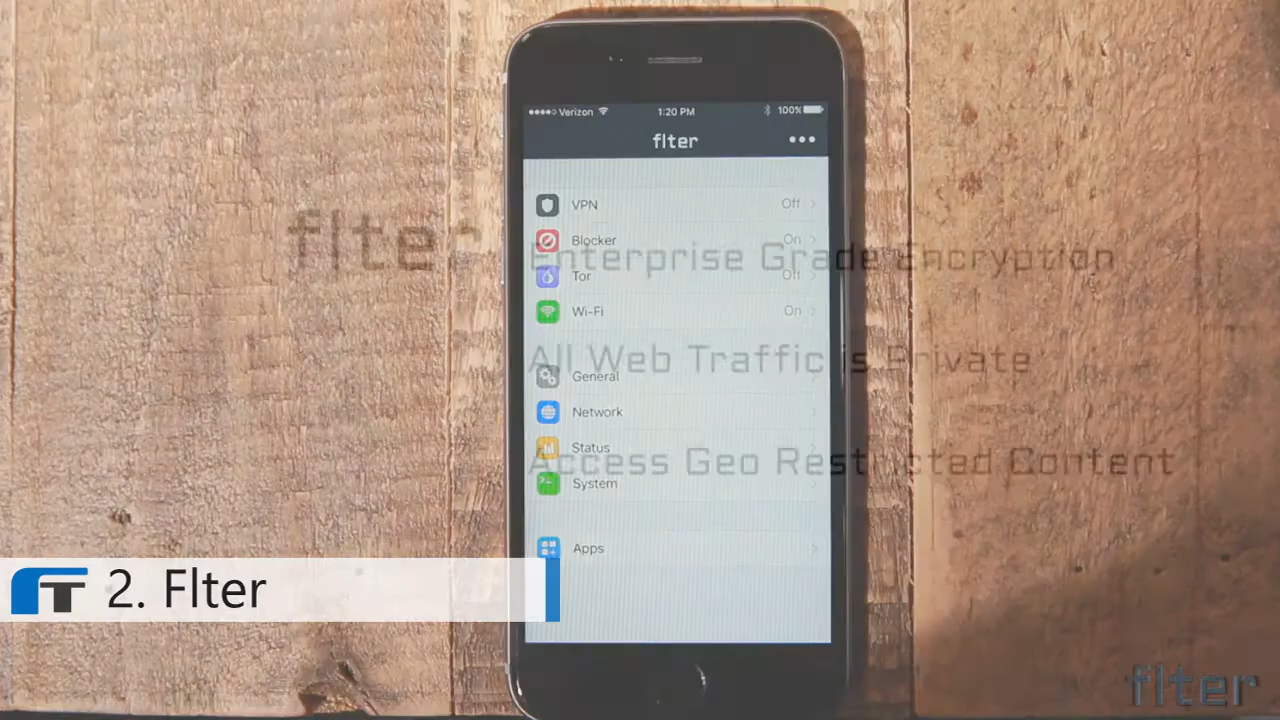 Verizon 1:20 PM 100%
flter
VPN Off
Blocker On
Tor Off
Wi-Fi On
General
Network
Status
System
Apps
flter
Enterprise Grade Encryption
All Web Traffic is Private
Access Geo Restricted Content
FT 2. Flter
flter